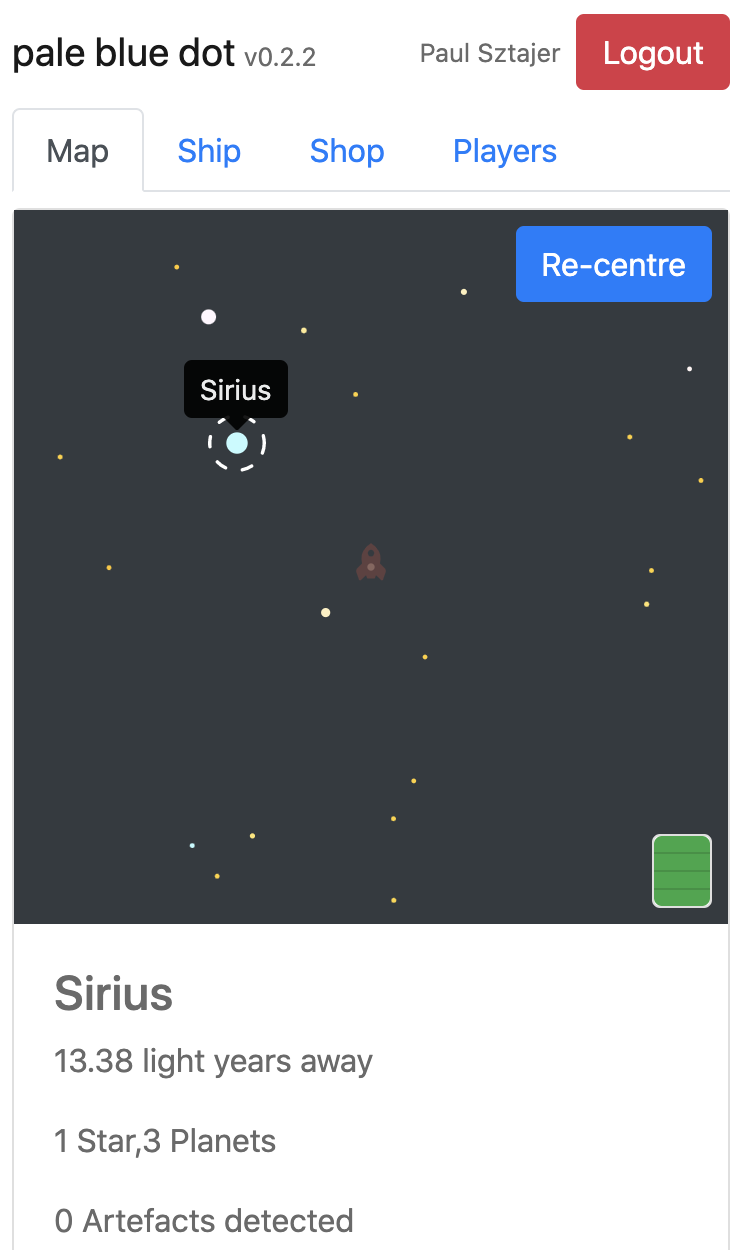 pale blue dot v0.2.2 Paul Sztajer Logout
Map Ship Shop Players
Re-centre
Sirius
Sirius
13.38 light years away
1 Star,3 Planets
0 Artefacts detected